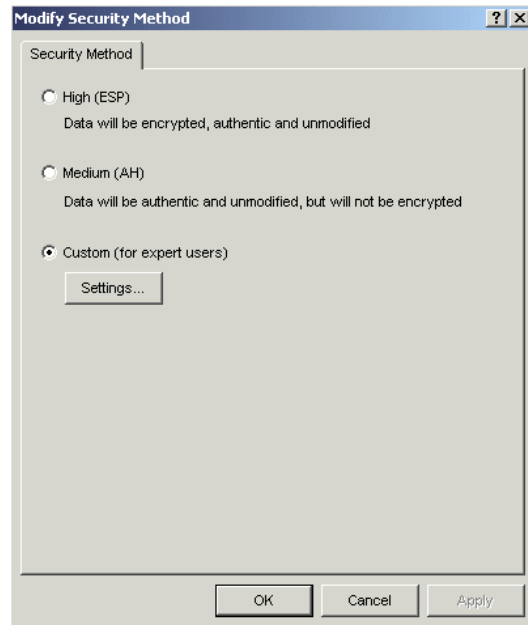 Modify Security Method
Security Method
High (ESP)
Data will be encrypted, authentic and unmodified
Medium (AH)
Data will be authentic and unmodified, but will not be encrypted
Custom (for expert users)
Settings...
OK Cancel Apply